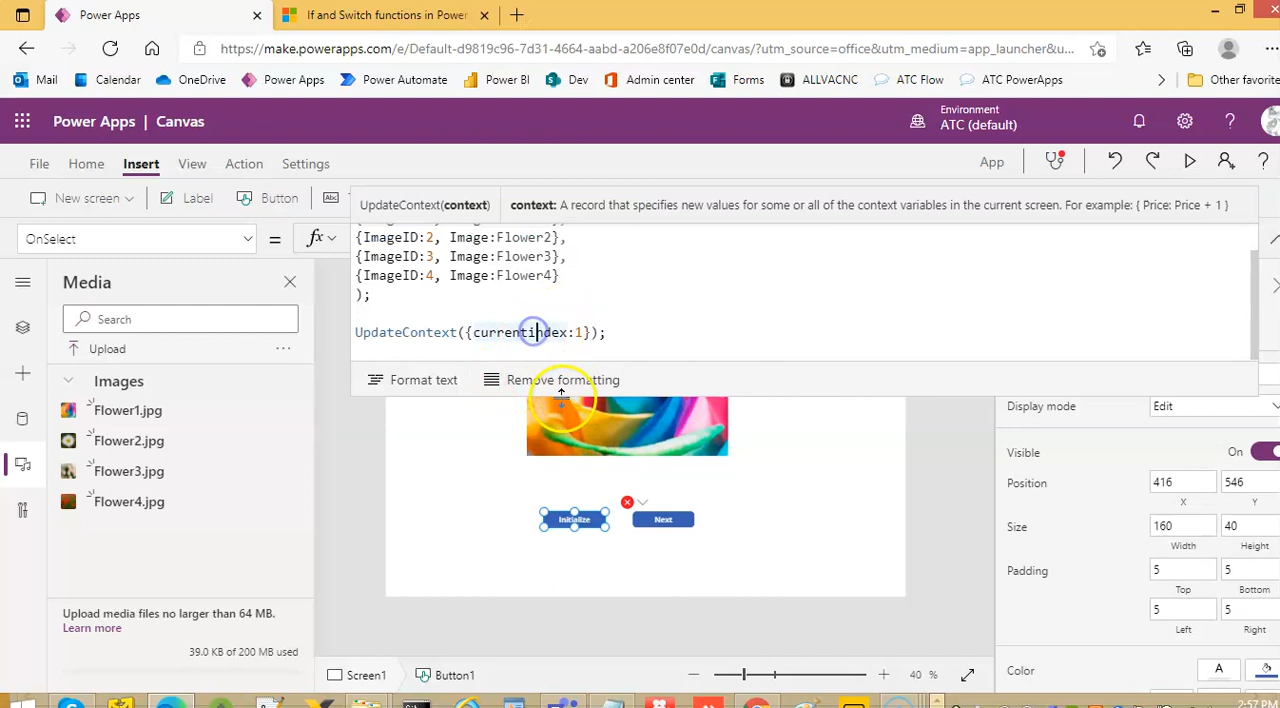 Power Apps
If and Switch functions in Power
https://make.powerapps.com/e/Default-d9819c96-7d31-4664-aabd-a206e8f07e0d/canvas/?utm_source=office&utm_medium=app_launcher&u...
Mail Calendar OneDrive Power Apps Power Automate Power BI Dev Admin center Forms ALLVACNC ATC Flow ATC PowerApps Other favorite
Power Apps | Canvas
Environment
ATC (default)
File Home Insert View Action Settings App
New screen Label Button Abc
UpdateContext(context) context: A record that specifies new values for some or all of the context variables in the current screen. For example: { Price: Price + 1 }
OnSelect = fx
{ImageID:2, Image:Flower2},
{ImageID:3, Image:Flower3},
{ImageID:4, Image:Flower4}
);
UpdateContext({currentindex:1});
Format text Remove formatting
Media
Search
Upload ...
Images
Flower1.jpg
Flower2.jpg
Flower3.jpg
Flower4.jpg
Upload media files no larger than 64 MB.
Learn more
39.0 KB of 200 MB used
Initialize Next
Display mode Edit
Visible On
Position 416 546
X Y
Size 160 40
Width Height
Padding 5 5
Top Bottom
5 5
Left Right
Color A
Screen1 Button1 40 %
2:57 PM